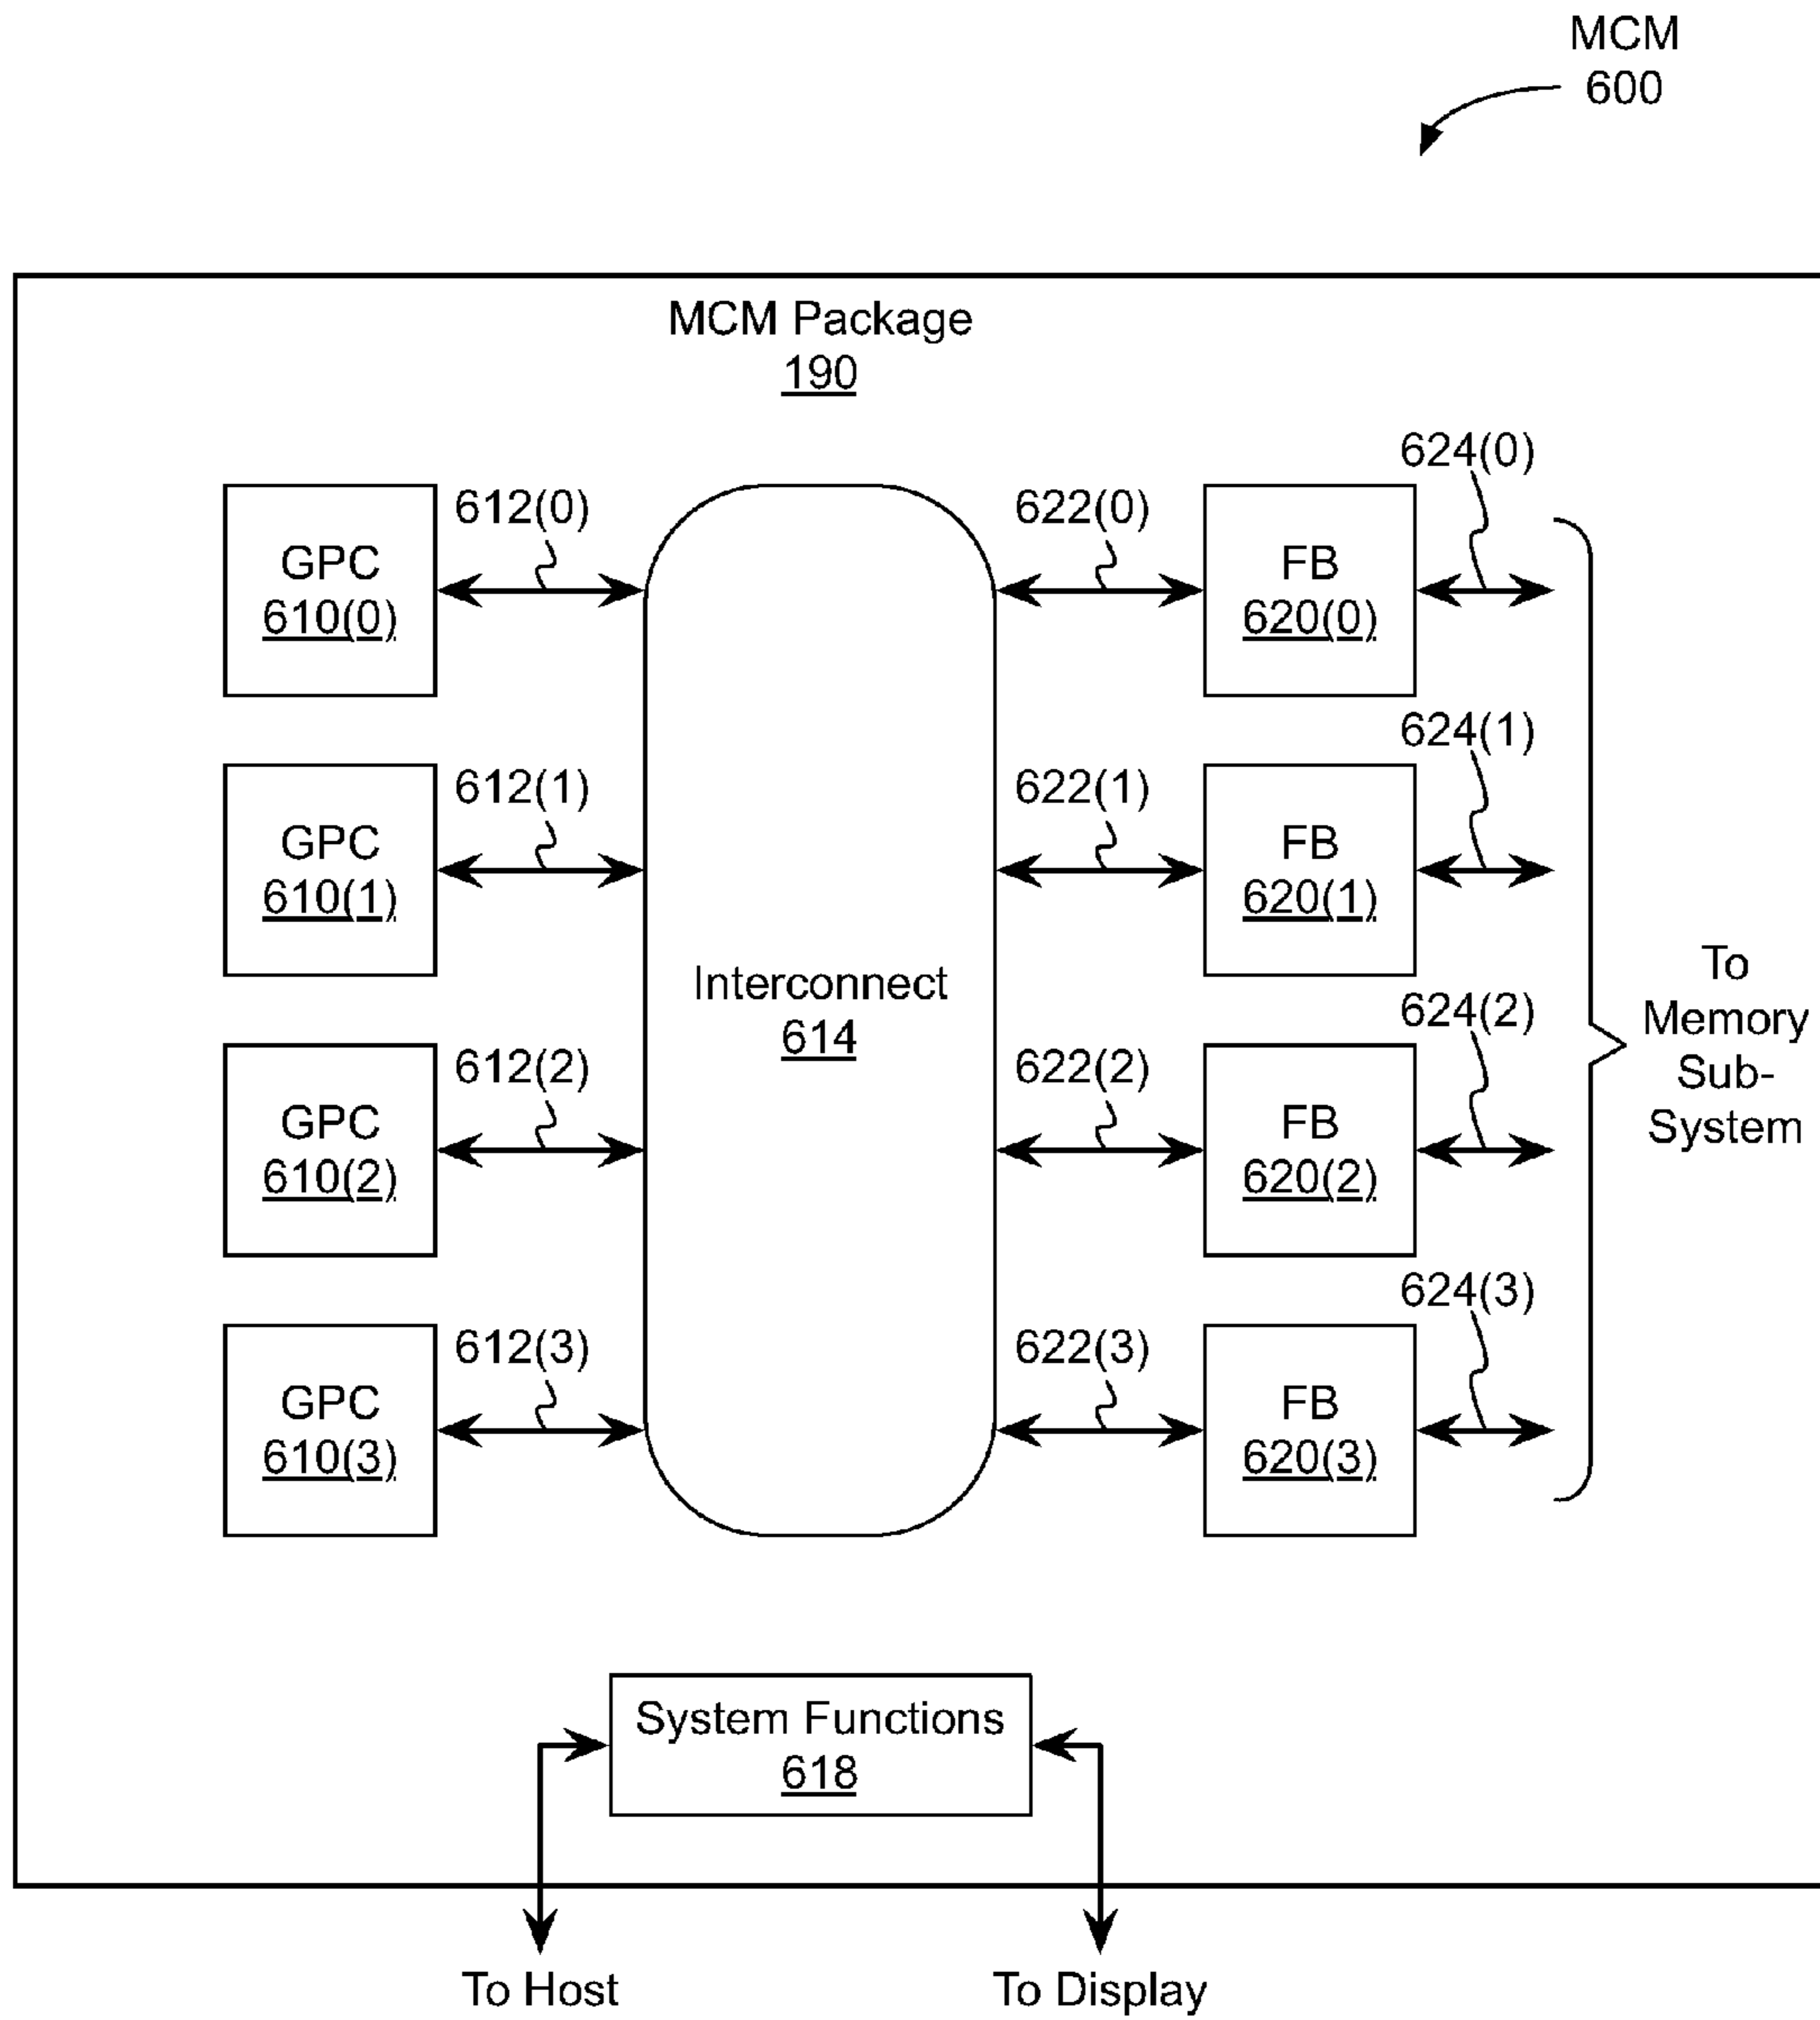 MCM
600
MCM Package
190
624(0)
612(0)
622(0)
GPC
610(0)
FB
620(0)
624(1)
612(1)
622(1)
GPC
610(1)
FB
620(1)
To
Memory
Sub-
System
Interconnect
614
624(2)
612(2)
622(2)
GPC
610(2)
FB
620(2)
624(3)
612(3)
622(3)
GPC
610(3)
FB
620(3)
System Functions
618
To Host
To Display